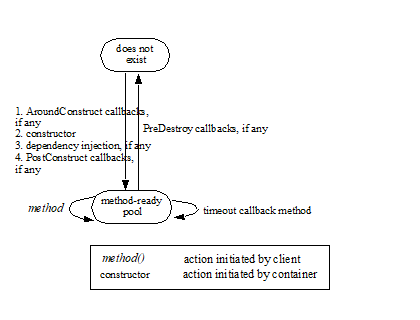 does not
exist
1. AroundConstruct callbacks,
if any
2. constructor
3. dependency injection, if any
4. PostConstruct callbacks,
if any
PreDestroy callbacks, if any
method-ready
pool
method
timeout callback method
method() action initiated by client
constructor action initiated by container